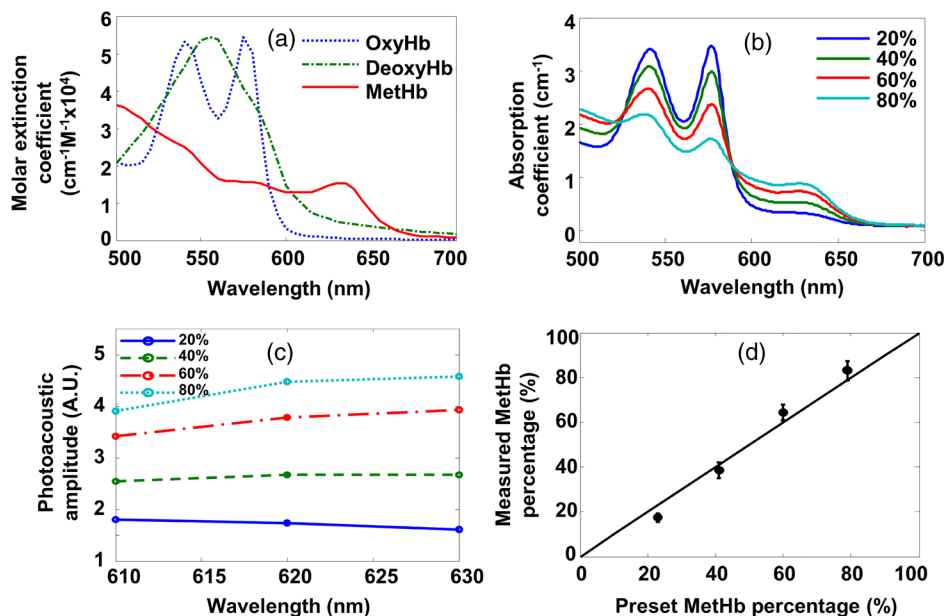 6
5
4
3
2
1
0
500 550 600 650 700
Molar extinction
coefficient
(cm-1M-1x104)
Wavelength (nm)
(a)
OxyHb
DeoxyHb
MetHb
4
3
2
1
0
500 550 600 650 700
Absorption
coefficient (cm-1)
Wavelength (nm)
(b)
20%
40%
60%
80%
5
4
3
2
1
610 615 620 625 630
Photoacoustic
amplitude (A.U.)
Wavelength (nm)
(c)
20%
40%
60%
80%
100
80
60
40
20
0
0 20 40 60 80 100
Measured MetHb
percentage (%)
Preset MetHb percentage (%)
(d)